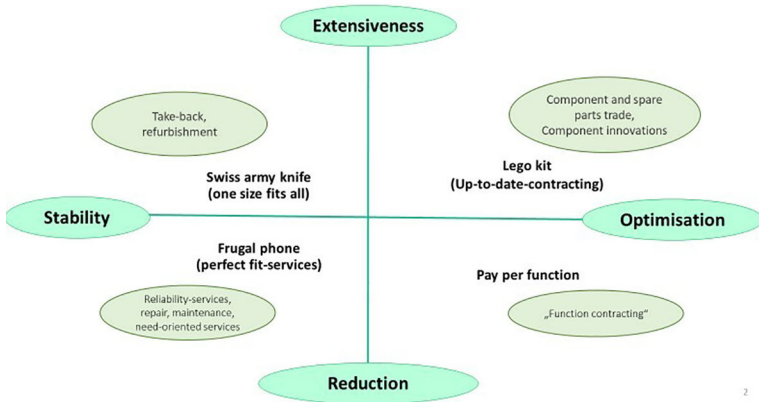 Extensiveness
Take-back,
refurbishment
Component and spare
parts trade,
Component innovations
Swiss army knife
(one size fits all)
Lego kit
(Up-to-date-contracting)
Stability
Optimisation
Frugal phone
(perfect fit-services)
Pay per function
Reliability-services,
repair, maintenance,
need-oriented services
„Function contracting“
Reduction
2